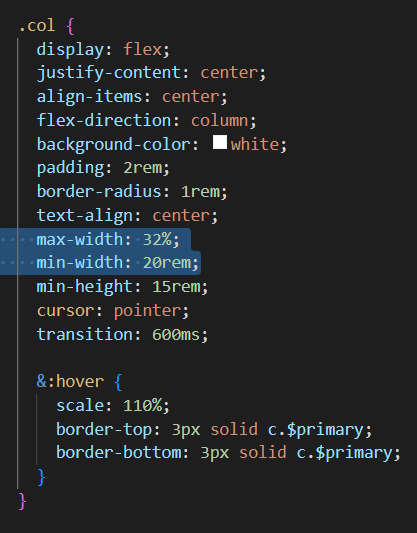 .col {
display: flex;
justify-content: center;
align-items: center;
flex-direction: column;
background-color: white;
padding: 2rem;
border-radius: 1rem;
text-align: center;
max-width: 32%;
min-width: 20rem;
min-height: 15rem;
cursor: pointer;
transition: 600ms;
&:hover {
scale: 110%;
border-top: 3px solid c.$primary;
border-bottom: 3px solid c.$primary;
}
}